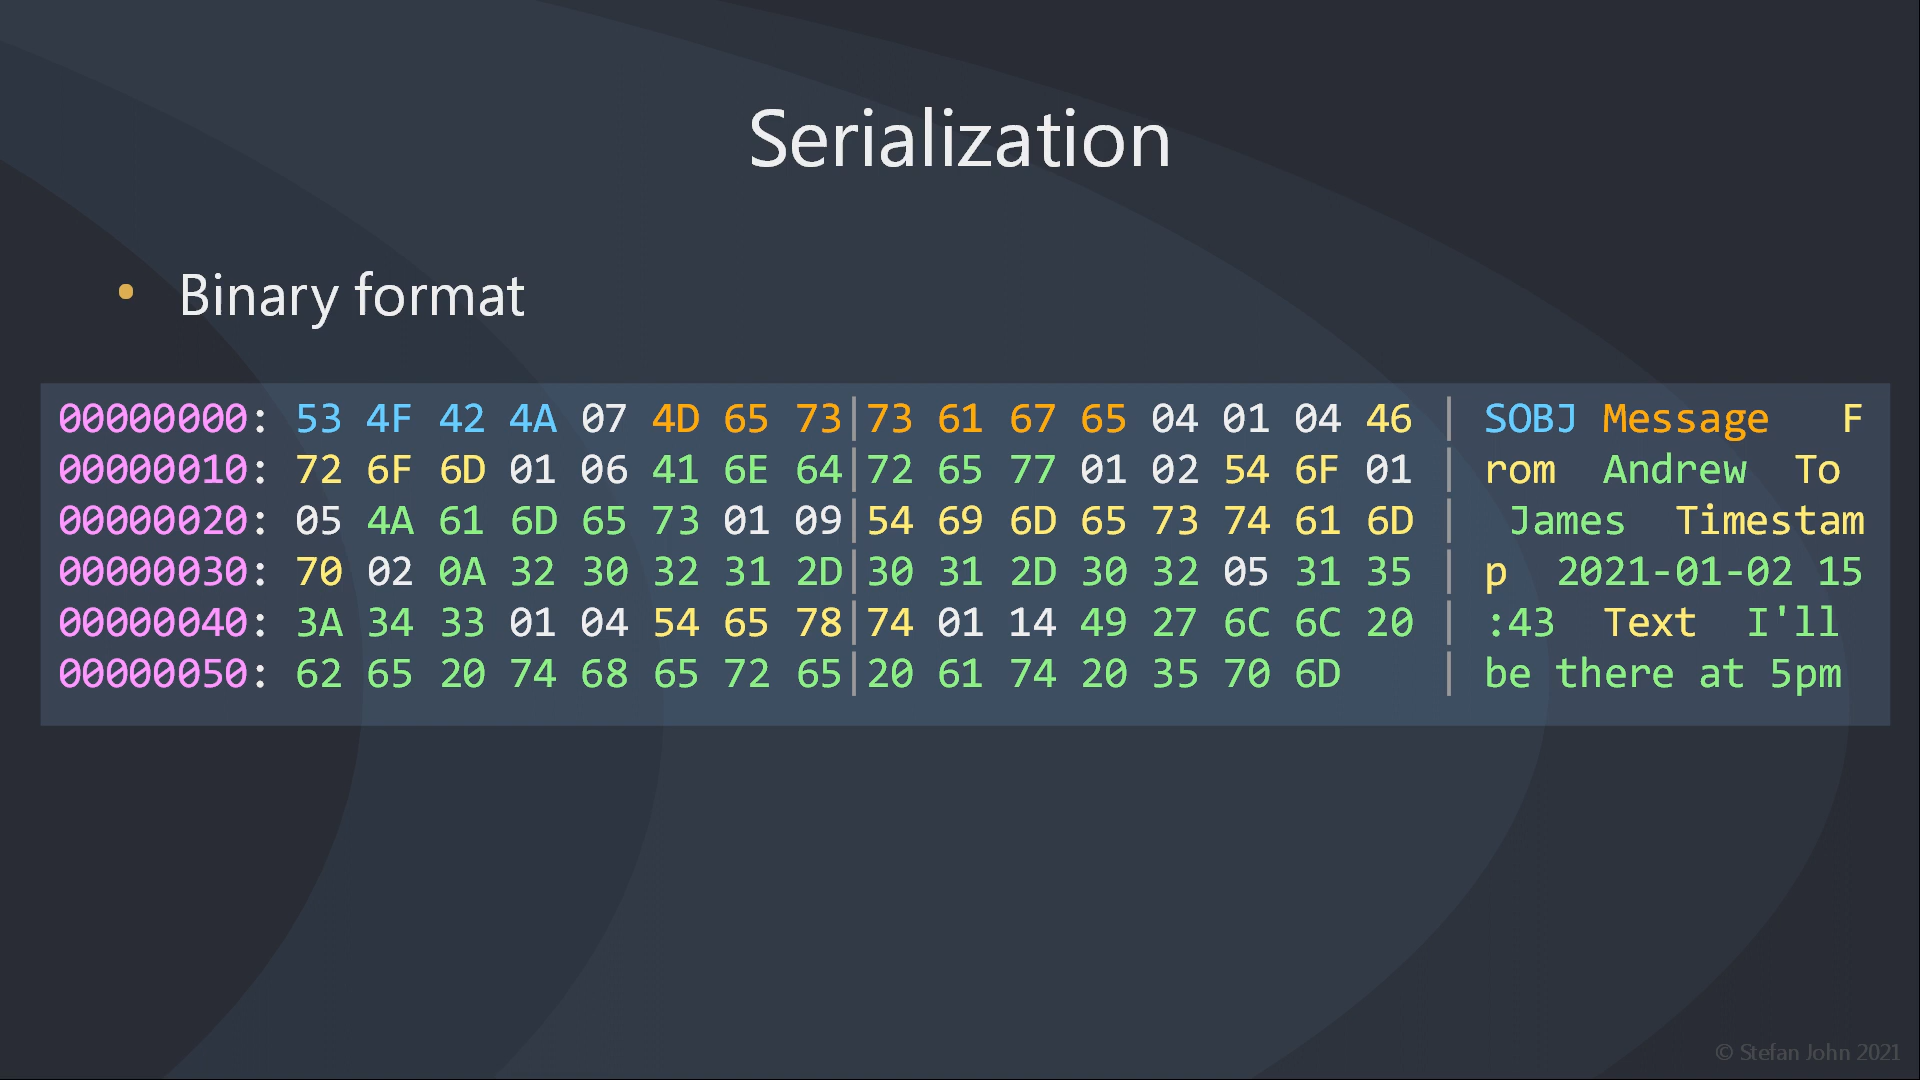 Serialization
• Binary format
00000000: 53 4F 42 4A 07 4D 65 73|73 61 67 65 04 01 04 46 | SOBJ Message   F
00000010: 72 6F 6D 01 06 41 6E 64|72 65 77 01 02 54 6F 01 | rom  Andrew  To
00000020: 05 4A 61 6D 65 73 01 09|54 69 6D 65 73 74 61 6D |  James  Timestam
00000030: 70 02 0A 32 30 32 31 2D|30 31 2D 30 32 05 31 35 | p  2021-01-02 15
00000040: 3A 34 33 01 04 54 65 78|74 01 14 49 27 6C 6C 20 | :43  Text  I'll
00000050: 62 65 20 74 68 65 72 65|20 61 74 20 35 70 6D    | be there at 5pm
© Stefan John 2021